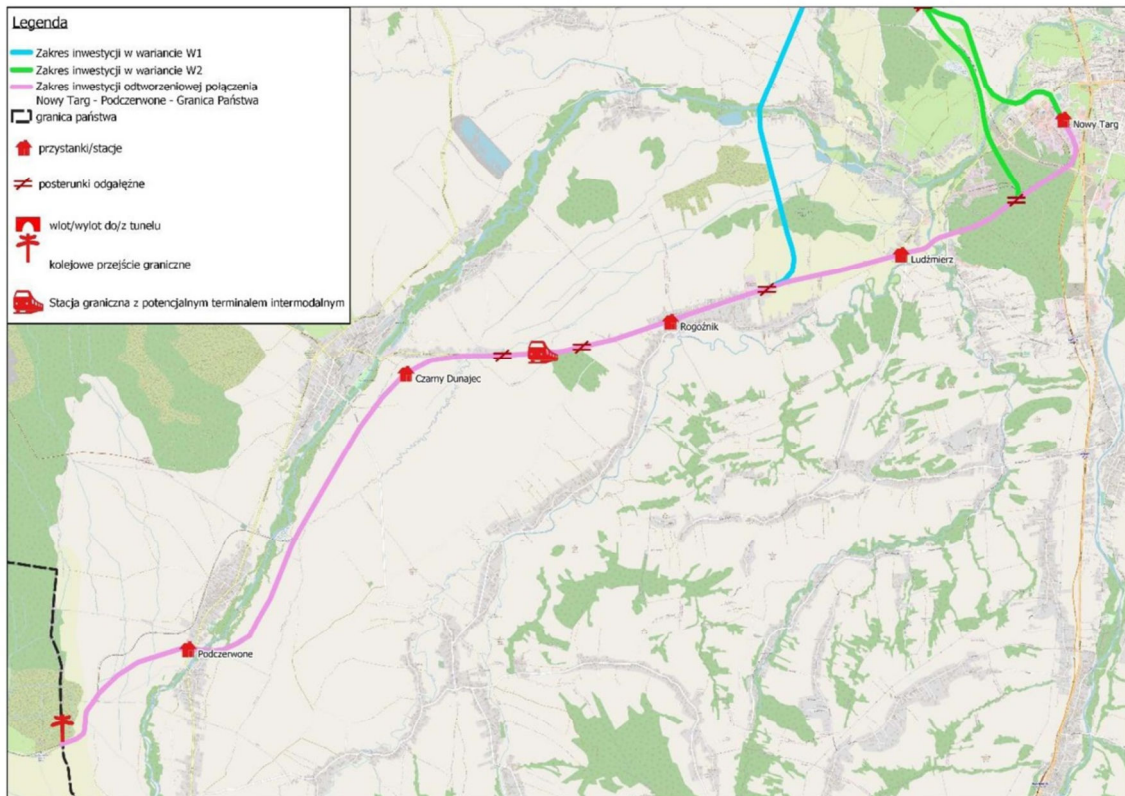 Legenda
Zakres inwestycji w wariancie W1
Zakres inwestycji w wariancie W2
Zakres inwestycji odtworzeniowej połączenia
Nowy Targ - Podczerwone - Granica Państwa
granica państwa
przystanki/stacje
posterunki odgałęźne
wlot/wylot do/z tunelu
kolejowe przejście graniczne
Stacja graniczna z potencjalnym terminalem intermodalnym
Nowy Targ
Ludźmierz
Rogoźnik
Czarny Dunajec
Podczerwone